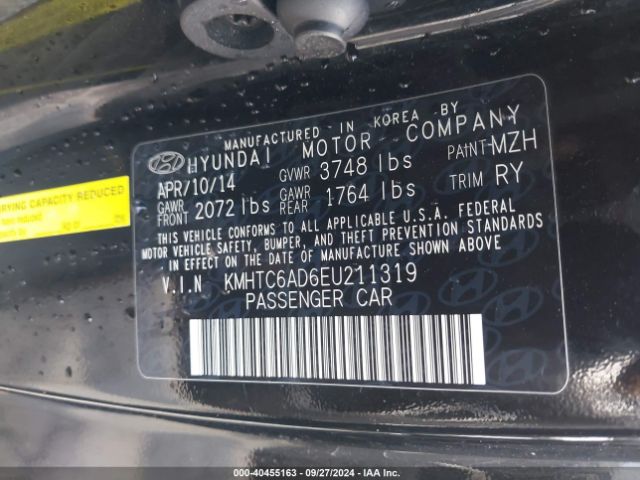 MANUFACTURED IN KOREA BY
HYUNDAI MOTOR COMPANY
APR/10/14 GVWR 3748 lbs PAINT MZH
GAWR FRONT 2072 lbs GAWR REAR 1764 lbs TRIM RY
THIS VEHICLE CONFORMS TO ALL APPLICABLE U.S.A. FEDERAL
MOTOR VEHICLE SAFETY, BUMPER, AND THEFT PREVENTION STANDARDS
IN EFFECT ON THE DATE OF MANUFACTURE SHOWN ABOVE.
V.I.N KMHTC6AD6EU211319
PASSENGER CAR
RYING CAPACITY REDUCED
000-40455163 - 09/27/2024 - IAA Inc.